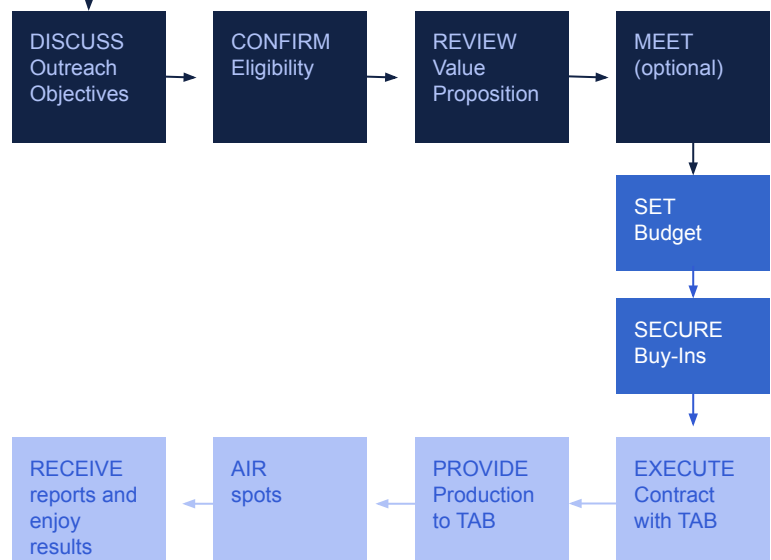 DISCUSS
Outreach
Objectives
CONFIRM
Eligibility
REVIEW
Value
Proposition
MEET
(optional)
SET
Budget
SECURE
Buy-Ins
EXECUTE
Contract
with TAB
PROVIDE
Production
to TAB
AIR
spots
RECEIVE
reports and
enjoy
results